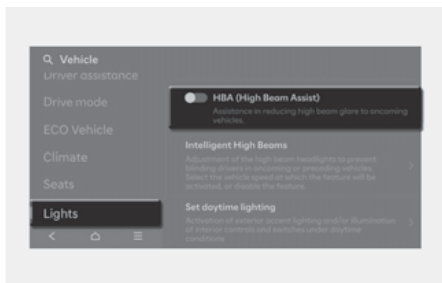 Vehicle
Driver assistance
Drive mode
ECO Vehicle
Climate
Seats
Lights
HBA (High Beam Assist)
Assistance in reducing high beam glare to oncoming
vehicles.
Intelligent High Beams
Adjustment of the high beam headlights to prevent
blinding drivers in oncoming or preceding vehicles.
Select the vehicle speed at which the feature will be
activated, or disable the feature.
Set daytime lighting
Activation of exterior accent lighting and/or illumination
of interior controls and switches under daytime
conditions